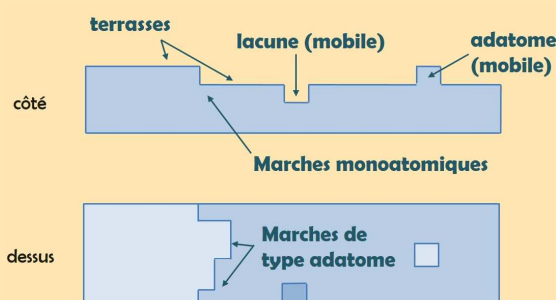 terrasses
lacune (mobile)
adatome
(mobile)
côté
Marches monoatomiques
dessus
Marches de
type adatome